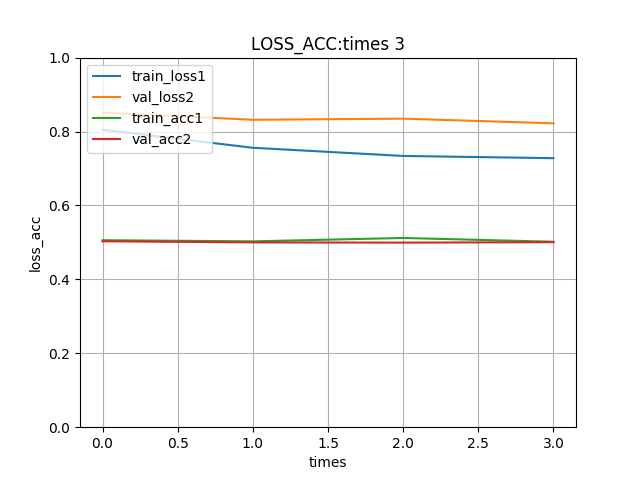 LOSS_ACC:times 3
train_loss1
val_loss2
train_acc1
val_acc2
loss_acc
1.0
0.8
0.6
0.4
0.2
0.0
0.0 0.5 1.0 1.5 2.0 2.5 3.0
times